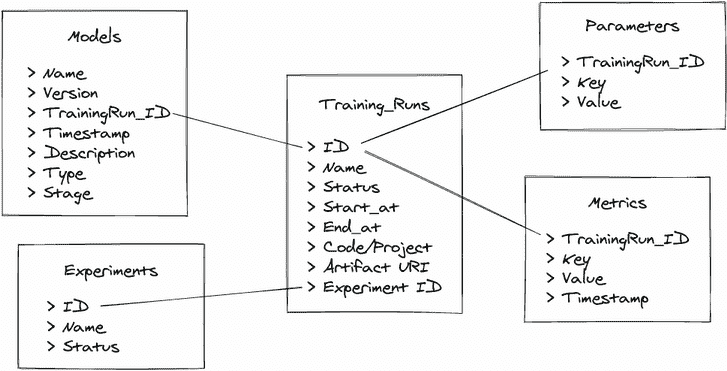 Models
> Name
> Version
> TrainingRun_ID
> Timestamp
> Description
> Type
> Stage
Experiments
> ID
> Name
> Status
Training_Runs
> ID
> Name
> Status
> Start_at
> End_at
> Code/Project
> Artifact URI
> Experiment ID
Parameters
> TrainingRun_ID
> Key
> Value
Metrics
> TrainingRun_ID
> Key
> Value
> Timestamp